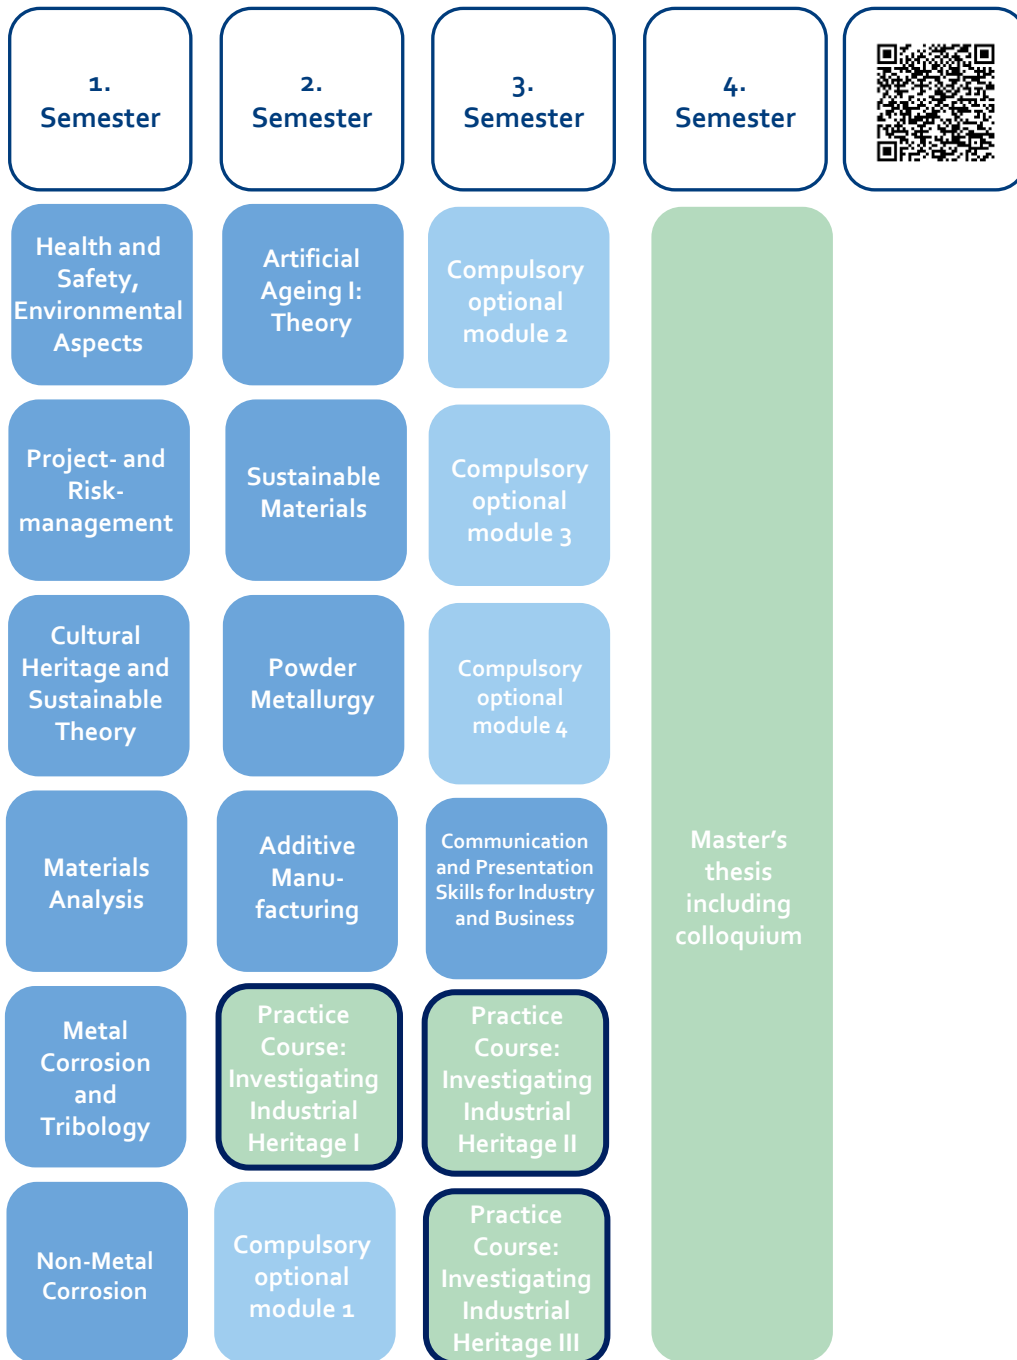 1.
Semester
2.
Semester
3.
Semester
4.
Semester
Health and
Safety,
Environmental
Aspects
Artificial
Ageing I:
Theory
Compulsory
optional
module 2
Project- and
Risk-
management
Sustainable
Materials
Compulsory
optional
module 3
Cultural
Heritage and
Sustainable
Theory
Powder
Metallurgy
Compulsory
optional
module 4
Materials
Analysis
Additive
Manu-
facturing
Communication
and Presentation
Skills for Industry
and Business
Master's
thesis
including
colloquium
Metal
Corrosion
and
Tribology
Practice
Course:
Investigating
Industrial
Heritage I
Practice
Course:
Investigating
Industrial
Heritage II
Non-Metal
Corrosion
Compulsory
optional
module 1
Practice
Course:
Investigating
Industrial
Heritage III